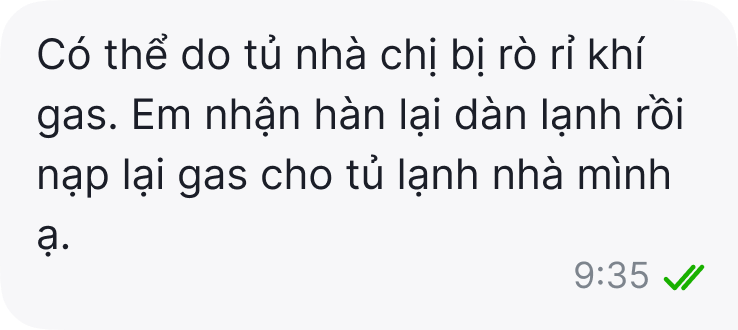 Có thể do tủ nhà chị bị rò rỉ khí
gas. Em nhận hàn lại dàn lạnh rồi
nạp lại gas cho tủ lạnh nhà mình
ạ.
9:35